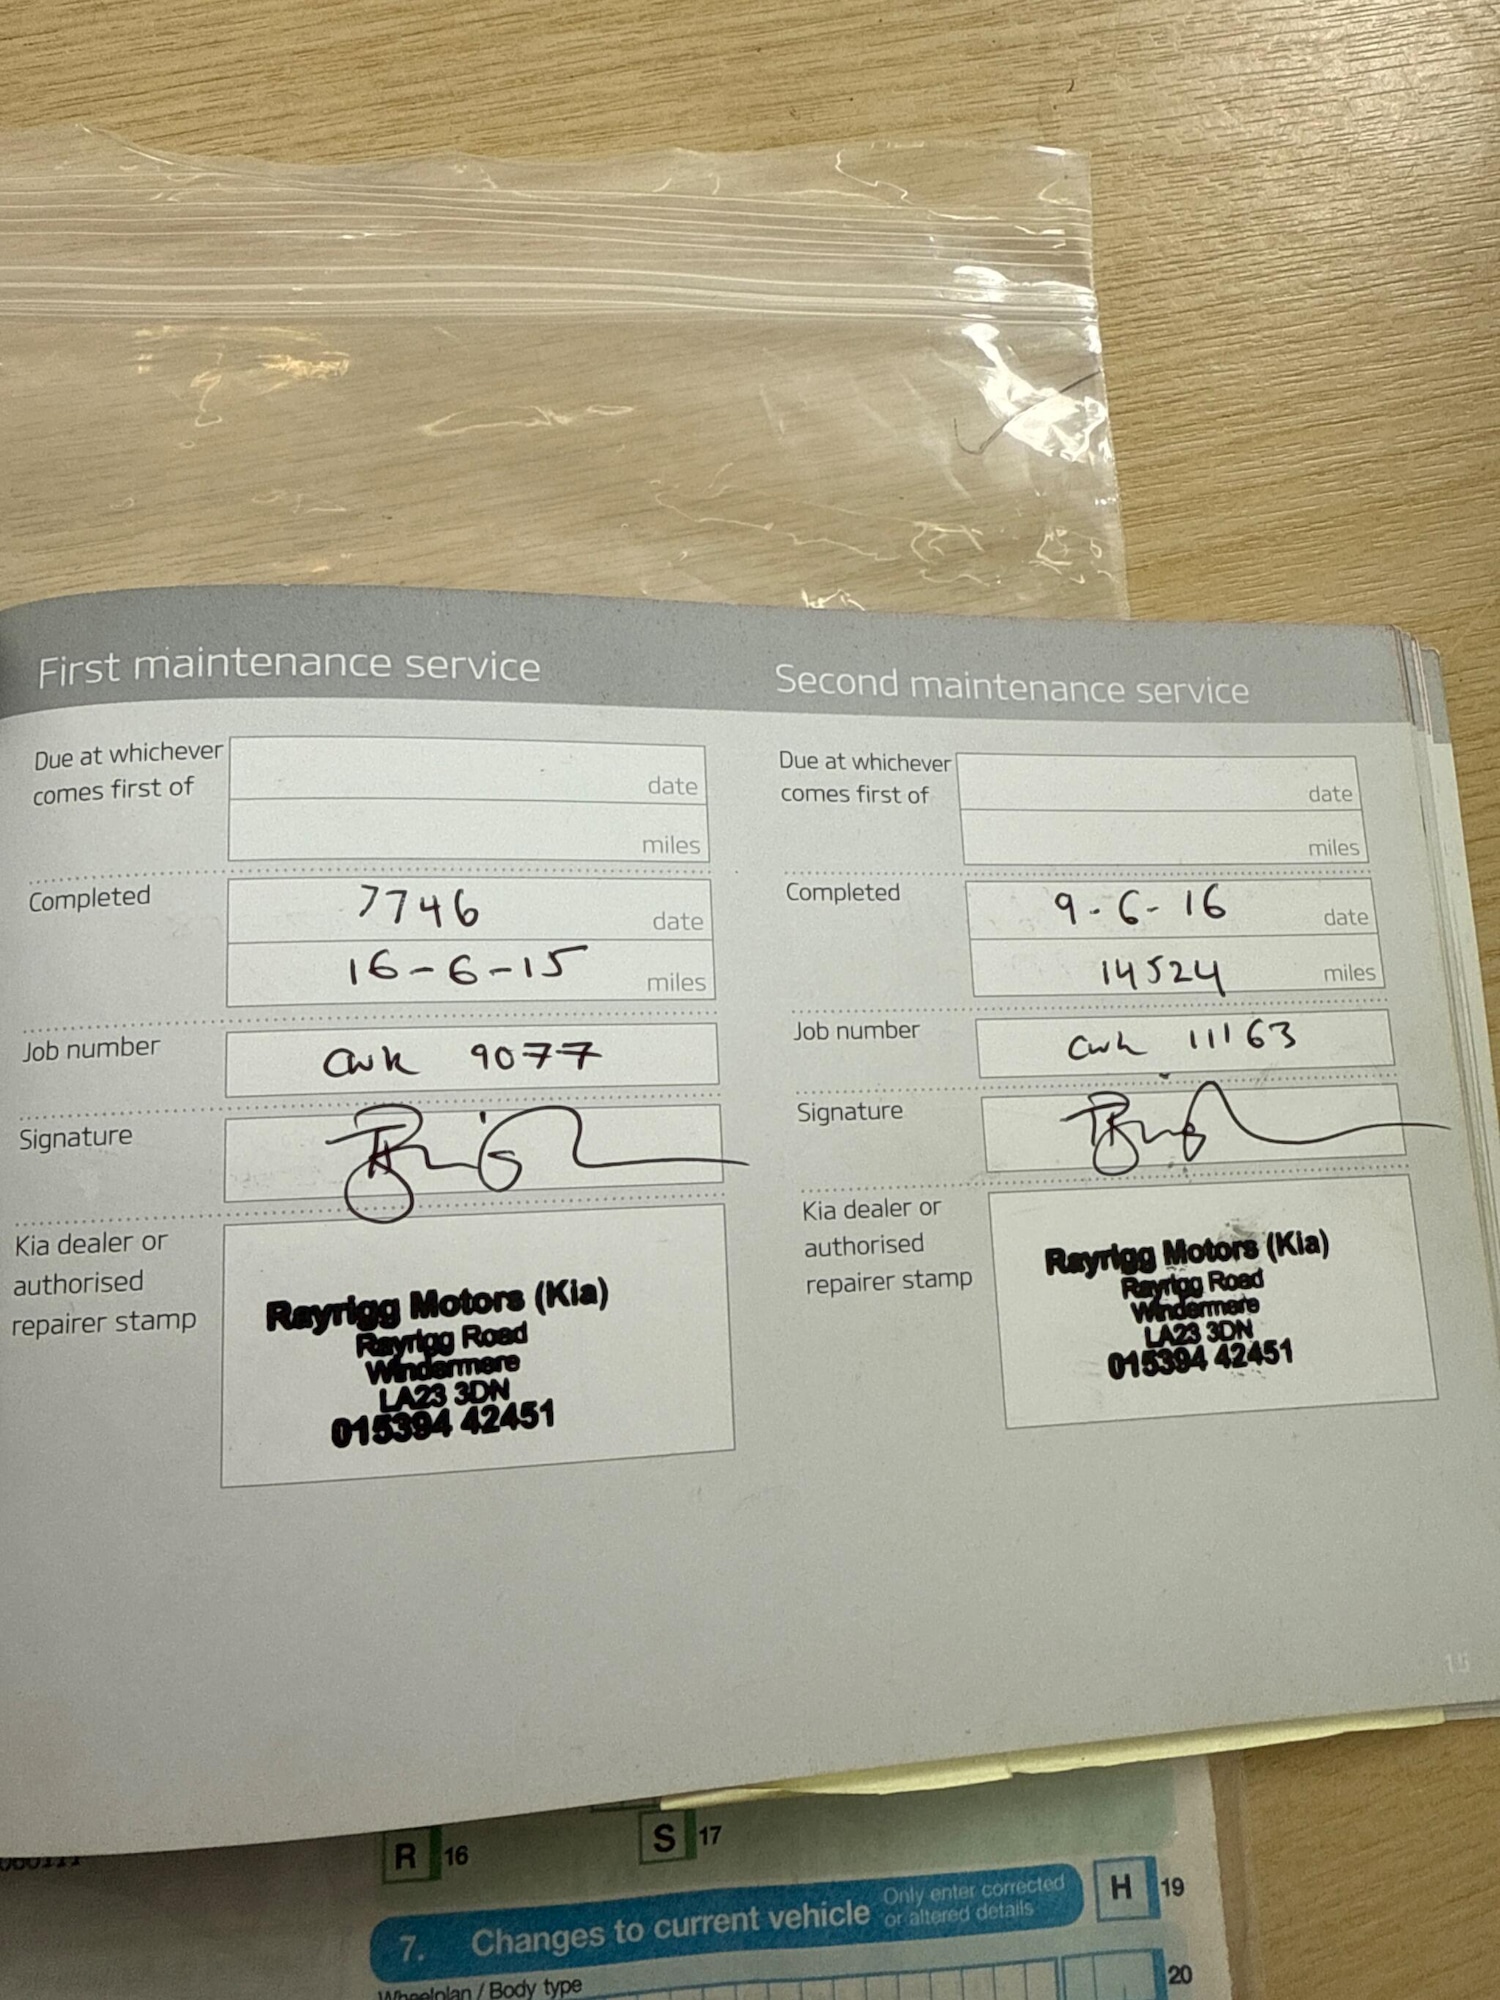 First maintenance service
Due at whichever
comes first of
date
miles
Completed
7746
date
16-6-15
miles
Job number
cwk 9077
Signature
Kia dealer or
authorised
repairer stamp
Rayrigg Motors (Kia)
Rayrigg Road
Windermere
LA23 3DN
015394 42451
Second maintenance service
Due at whichever
comes first of
date
miles
Completed
9-6-16
date
14524
miles
Job number
cwk 11163
Signature
Kia dealer or
authorised
repairer stamp
Rayrigg Motors (Kia)
Rayrigg Road
Windermere
LA23 3DN
015394 42451
15
R 16
S 17
7. Changes to current vehicle Only enter corrected
or altered details
H 19
Wheelplan / Body type
20